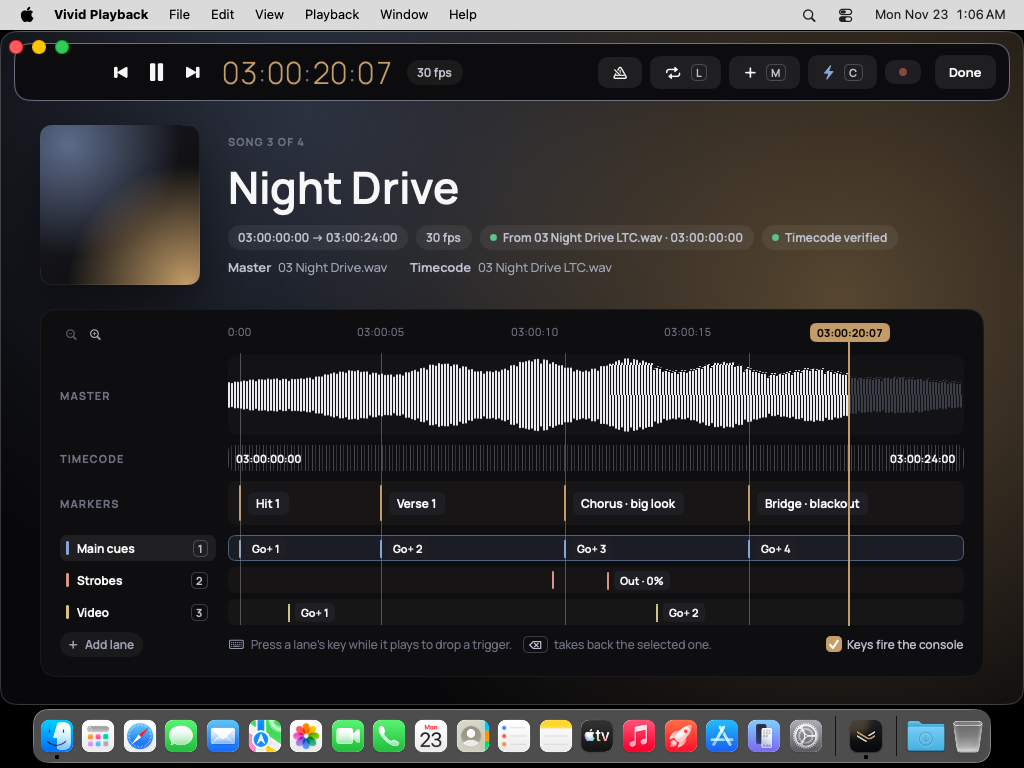 Vivid Playback File Edit View Playback Window Help Mon Nov 23 1:06 AM
03:00:20:07 30 fps L M C Done
SONG 3 OF 4
Night Drive
03:00:00:00 → 03:00:24:00 30 fps From 03 Night Drive LTC.wav · 03:00:00:00 Timecode verified
Master 03 Night Drive.wav Timecode 03 Night Drive LTC.wav
0:00 03:00:05 03:00:10 03:00:15 03:00:20:07
MASTER
TIMECODE 03:00:00:00 03:00:24:00
MARKERS Hit 1 Verse 1 Chorus · big look Bridge · blackout
Main cues 1 Go+ 1 Go+ 2 Go+ 3 Go+ 4
Strobes 2 Out · 0%
Video 3 Go+ 1 Go+ 2
+ Add lane Press a lane's key while it plays to drop a trigger. takes back the selected one. Keys fire the console
Mon
23
tv